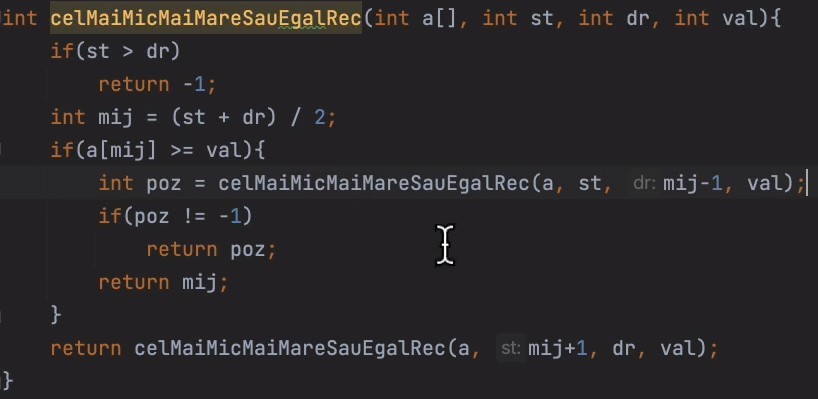 int celMaiMicMaiMareSauEgalRec(int a[], int st, int dr, int val){
if(st > dr)
return -1;
int mij = (st + dr) / 2;
if(a[mij] >= val){
int poz = celMaiMicMaiMareSauEgalRec(a, st, dr: mij-1, val);
if(poz != -1)
return poz;
return mij;
}
return celMaiMicMaiMareSauEgalRec(a, st: mij+1, dr, val);
}